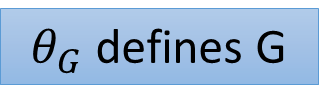 θ_G defines G